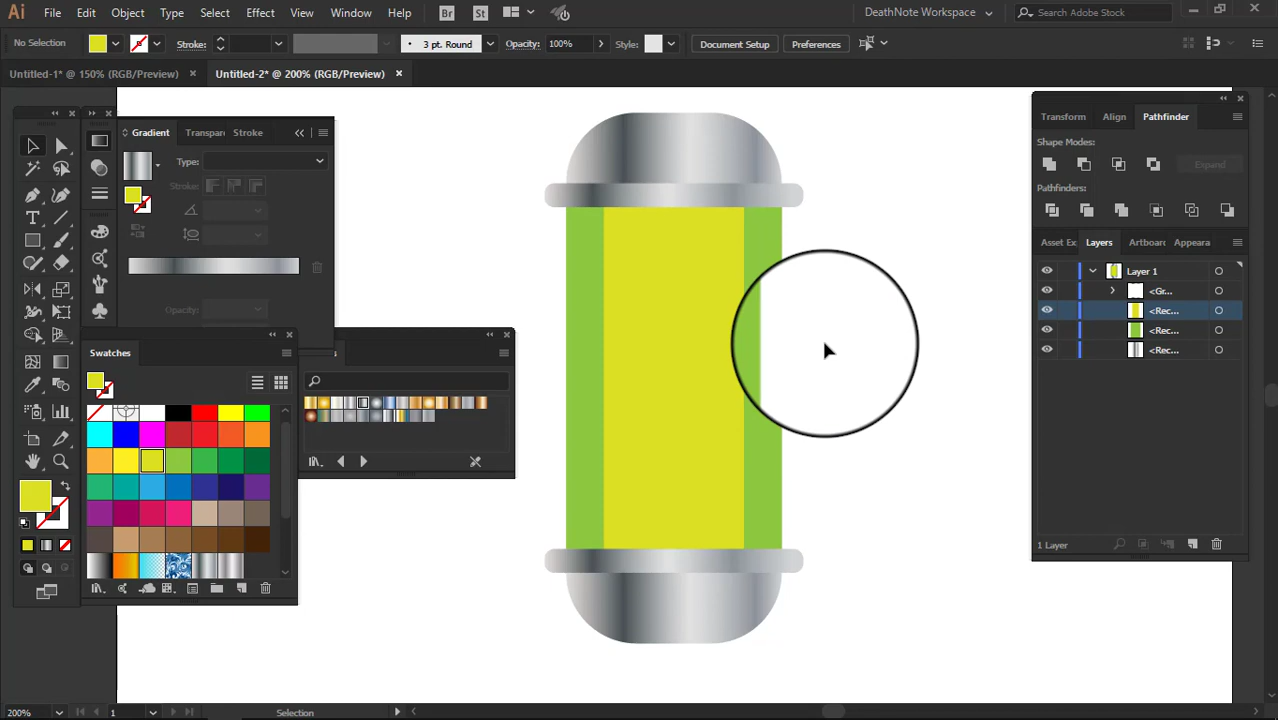 Ai File Edit Object Type Select Effect View Window Help Br St DeathNote Workspace Search Adobe Stock
No Selection Stroke: 3 pt. Round Opacity: 100% Style: Document Setup Preferences
Untitled-1* @ 150% (RGB/Preview) × Untitled-2* @ 200% (RGB/Preview) ×
Gradient Transpar Stroke
Type:
Stroke:
Opacity:
Swatches
Transform Align Pathfinder
Shape Modes:
Expand
Pathfinders:
Asset Ex Layers Artboar Appeara
Layer 1
<Gr...
<Rec...
<Rec...
<Rec...
1 Layer
200% 1 Selection